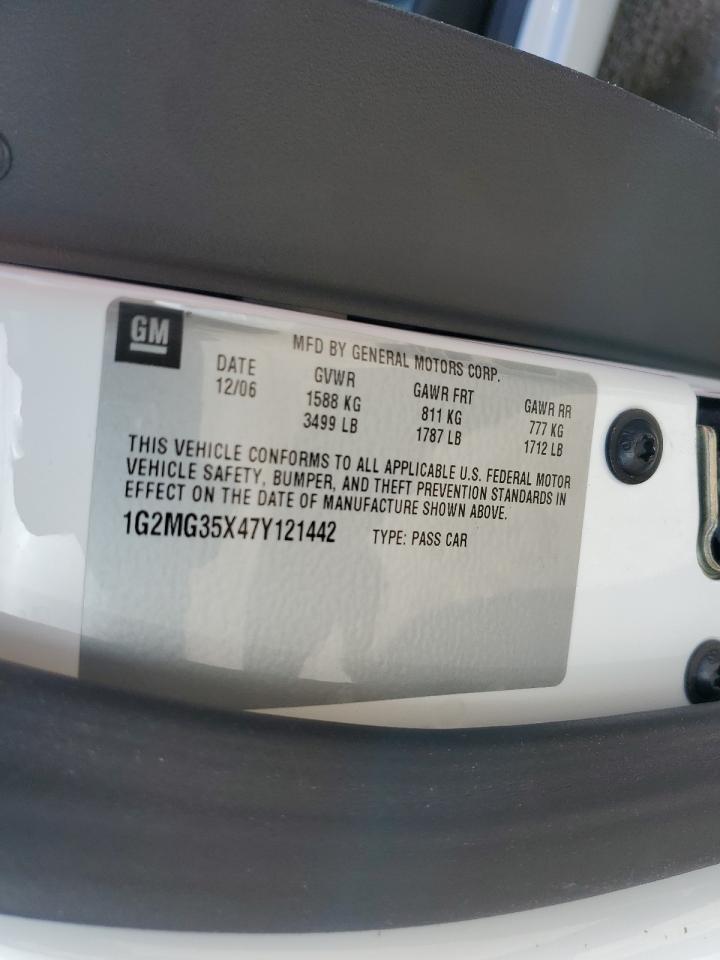 GM
MFD BY GENERAL MOTORS CORP.
DATE GVWR GAWR FRT GAWR RR
12/06 1588 KG 811 KG 777 KG
3499 LB 1787 LB 1712 LB
THIS VEHICLE CONFORMS TO ALL APPLICABLE U.S. FEDERAL MOTOR
VEHICLE SAFETY, BUMPER, AND THEFT PREVENTION STANDARDS IN
EFFECT ON THE DATE OF MANUFACTURE SHOWN ABOVE.
1G2MG35X47Y121442 TYPE: PASS CAR